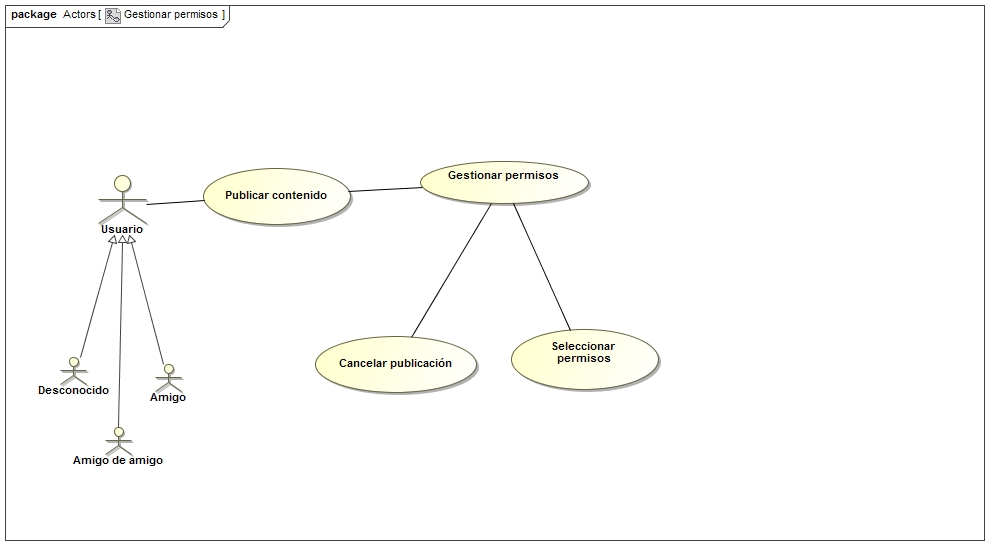 package Actors [ Gestionar permisos ]
Publicar contenido
Gestionar permisos
Usuario
Cancelar publicación
Seleccionar
permisos
Desconocido
Amigo
Amigo de amigo